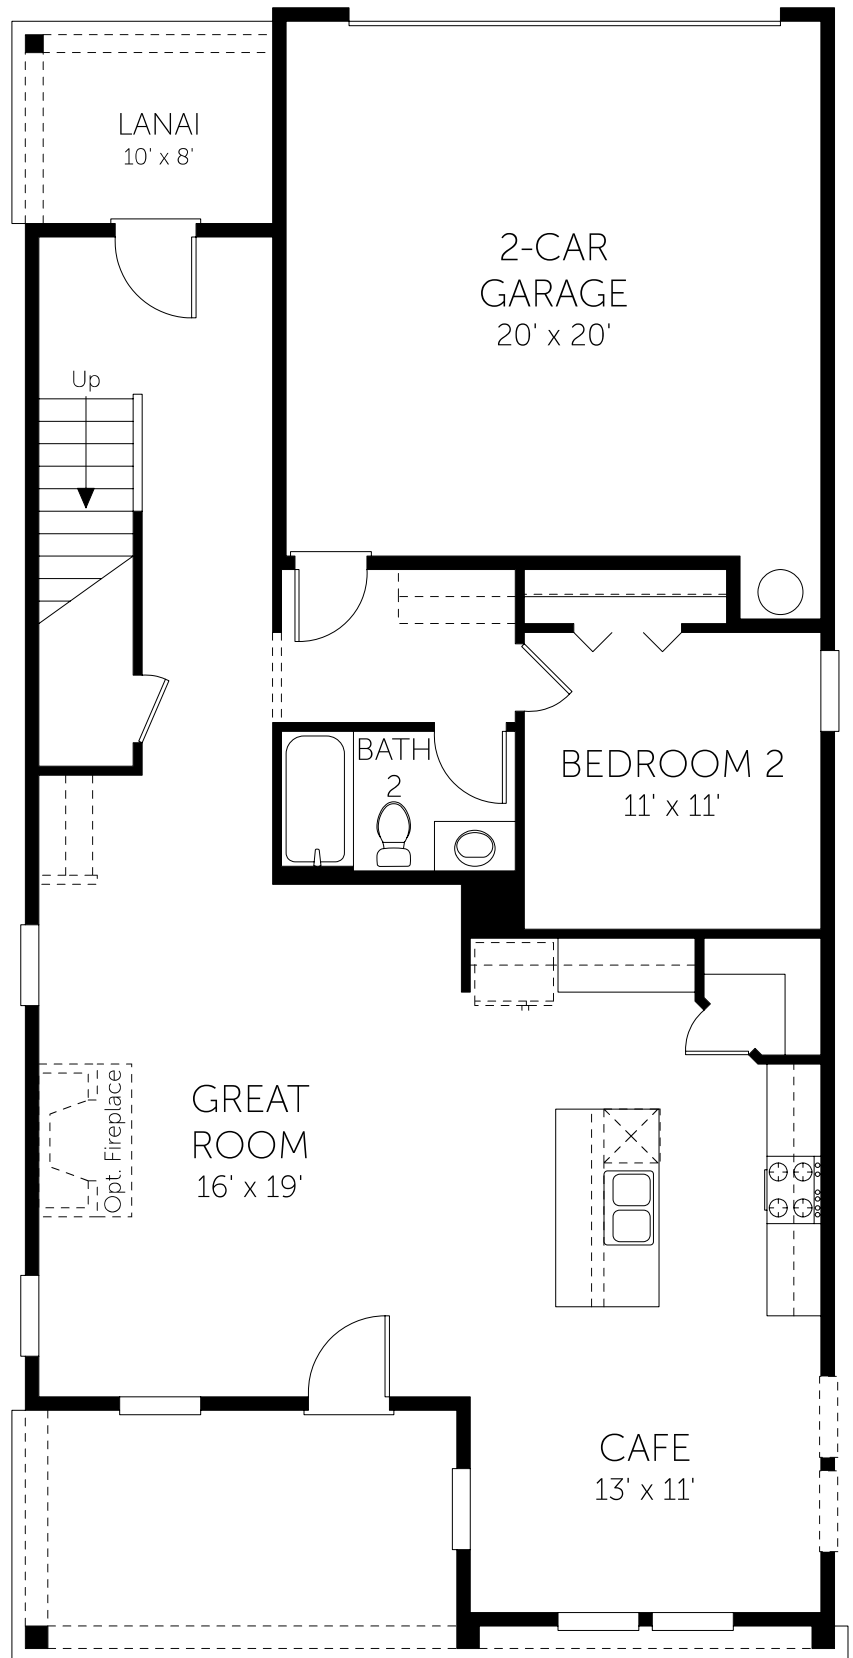 LANAI
10' x 8'
2-CAR
GARAGE
20' x 20'
Up
BATH
2
BEDROOM 2
11' x 11'
GREAT
ROOM
16' x 19'
Opt. Fireplace
CAFE
13' x 11'